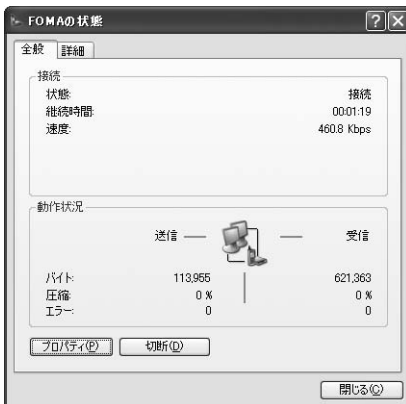 FOMAの状態
全般 詳細
接続
状態: 接続
継続時間: 00:01:19
速度: 460.8 Kbps
動作状況
送信 受信
バイト: 113,955 621,363
圧縮: 0 % 0 %
エラー: 0 0
プロパティ(P) 切断(D)
閉じる(C)